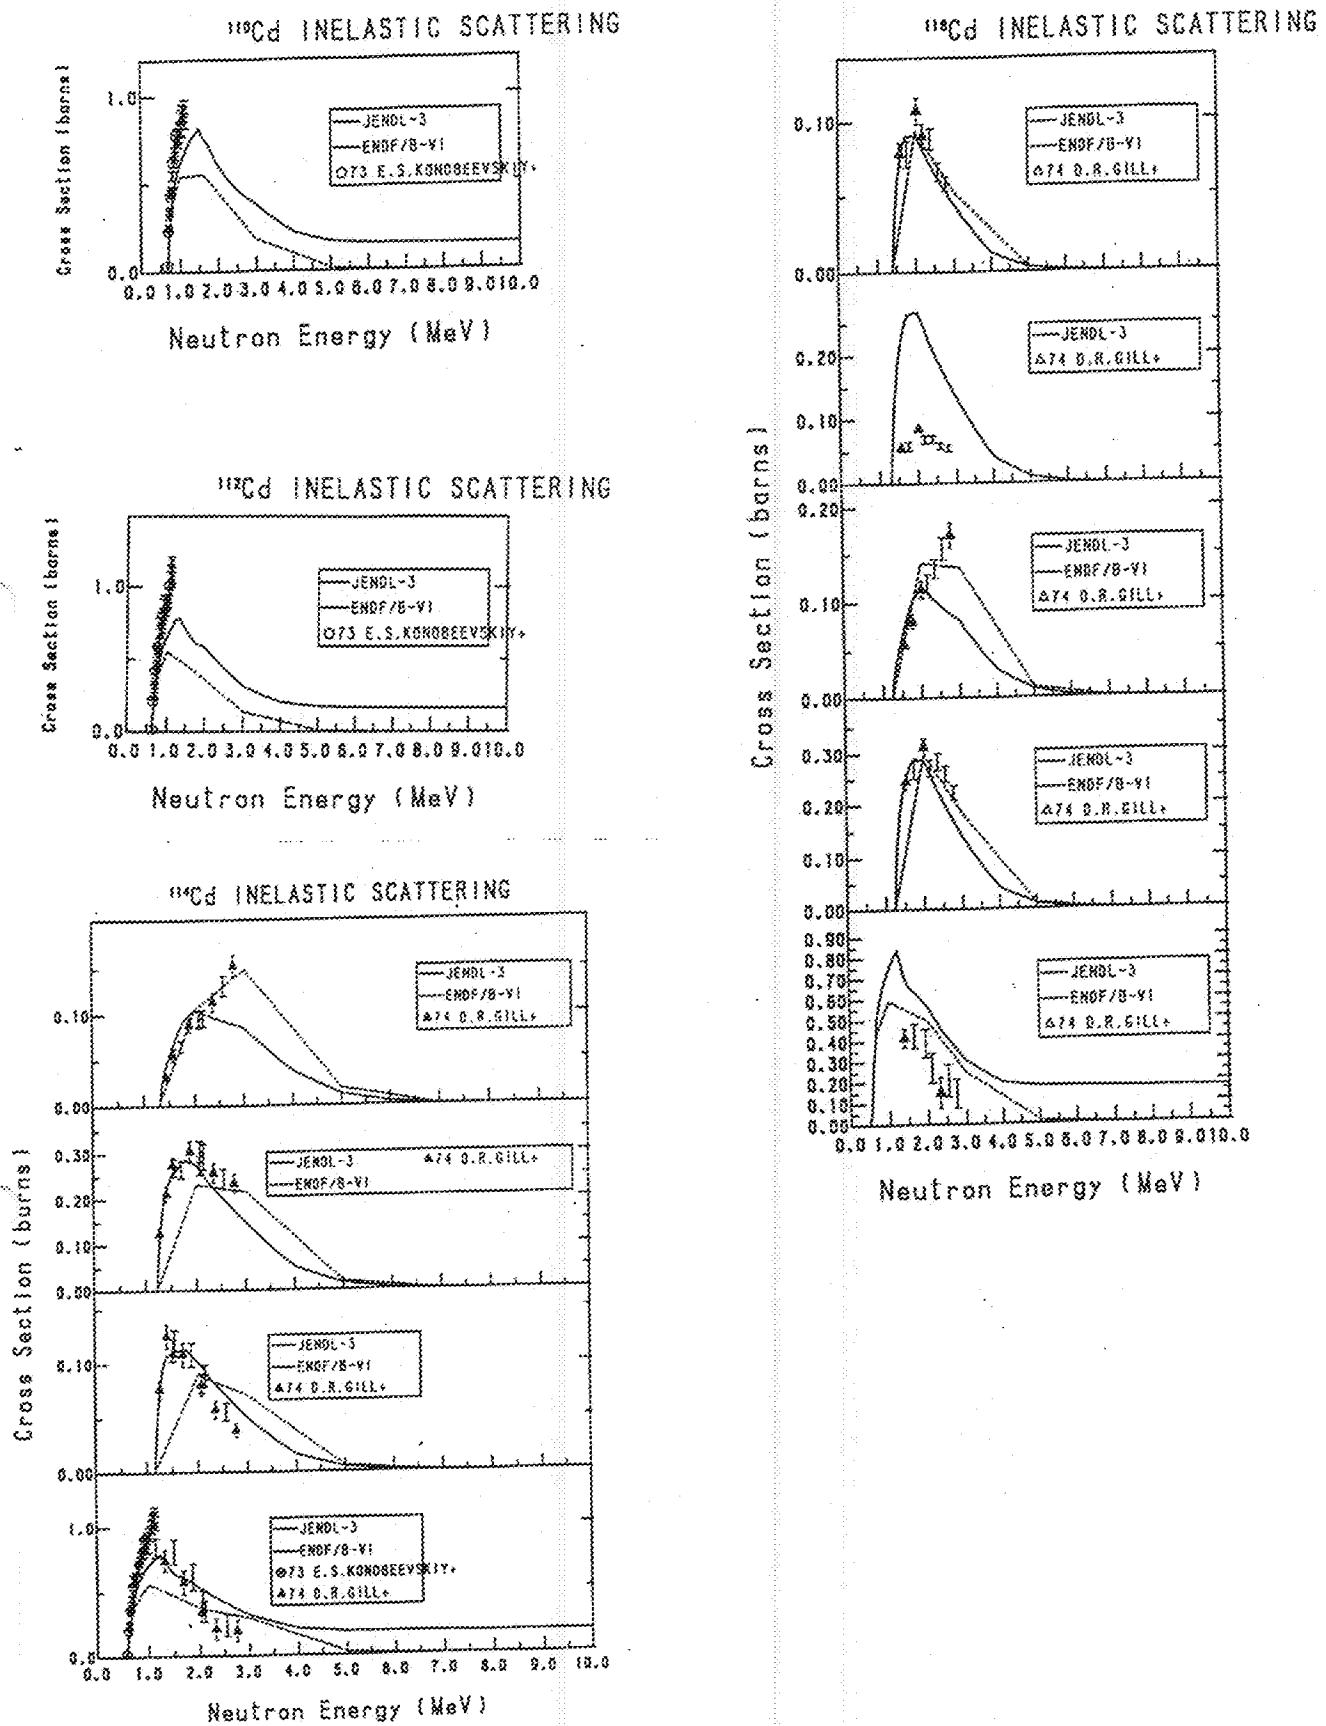 ¹¹⁰Cd INELASTIC SCATTERING
Cross Section (barns)
1.0
0.0
JENDL-3
ENDF/B-VI
O73 E.S.KONOBEEVSKIY+
0.0 1.0 2.0 3.0 4.0 5.0 6.0 7.0 8.0 9.0 10.0
Neutron Energy (MeV)
¹¹²Cd INELASTIC SCATTERING
Cross Section (barns)
1.0
0.0
JENDL-3
ENDF/B-VI
O73 E.S.KONOBEEVSKIY+
0.0 1.0 2.0 3.0 4.0 5.0 6.0 7.0 8.0 9.0 10.0
Neutron Energy (MeV)
¹¹⁴Cd INELASTIC SCATTERING
Cross Section (burns)
0.10
0.00
JENDL-3
ENDF/B-VI
▲74 D.R.GILL+
0.30
0.20
0.10
0.00
JENDL-3 ▲74 D.R.GILL+
ENDF/B-VI
0.10
0.00
JENDL-3
ENDF/B-VI
▲74 D.R.GILL+
1.0
0.0
JENDL-3
ENDF/B-VI
●73 E.S.KONOBEEVSKIY+
▲74 D.R.GILL+
0.0 1.0 2.0 3.0 4.0 5.0 6.0 7.0 8.0 9.0 10.0
Neutron Energy (MeV)
Cd INELASTIC SCATTERING
Cross Section (barns)
0.10
0.00
JENDL-3
ENDF/B-VI
▲74 D.R.GILL+
0.20
0.10
0.00
JENDL-3
▲74 D.R.GILL+
0.20
0.10
0.00
JENDL-3
ENDF/B-VI
▲74 D.R.GILL+
0.30
0.20
0.10
0.00
JENDL-3
ENDF/B-VI
▲74 D.R.GILL+
0.90
0.80
0.70
0.60
0.50
0.40
0.30
0.20
0.10
0.00
JENDL-3
ENDF/B-VI
▲74 D.R.GILL+
0.0 1.0 2.0 3.0 4.0 5.0 6.0 7.0 8.0 9.0 10.0
Neutron Energy (MeV)